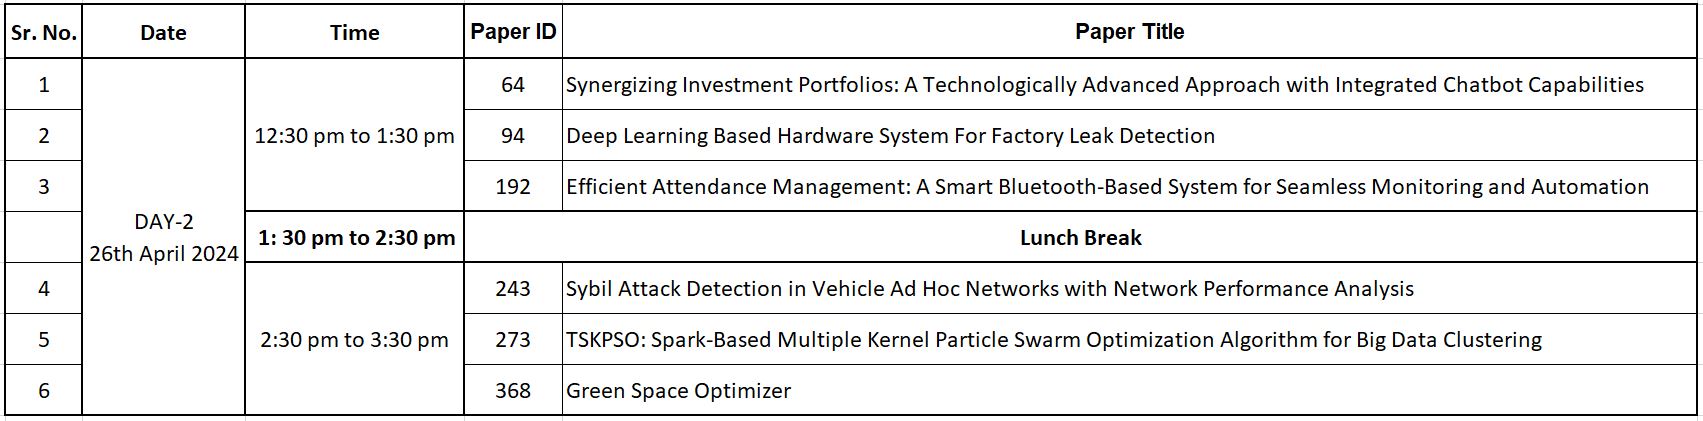 Sr. No. Date Time Paper ID Paper Title
1 64 Synergizing Investment Portfolios: A Technologically Advanced Approach with Integrated Chatbot Capabilities
2 12:30 pm to 1:30 pm 94 Deep Learning Based Hardware System For Factory Leak Detection
3 192 Efficient Attendance Management: A Smart Bluetooth-Based System for Seamless Monitoring and Automation
DAY-2
26th April 2024
1: 30 pm to 2:30 pm Lunch Break
4 243 Sybil Attack Detection in Vehicle Ad Hoc Networks with Network Performance Analysis
5 2:30 pm to 3:30 pm 273 TSKPSO: Spark-Based Multiple Kernel Particle Swarm Optimization Algorithm for Big Data Clustering
6 368 Green Space Optimizer